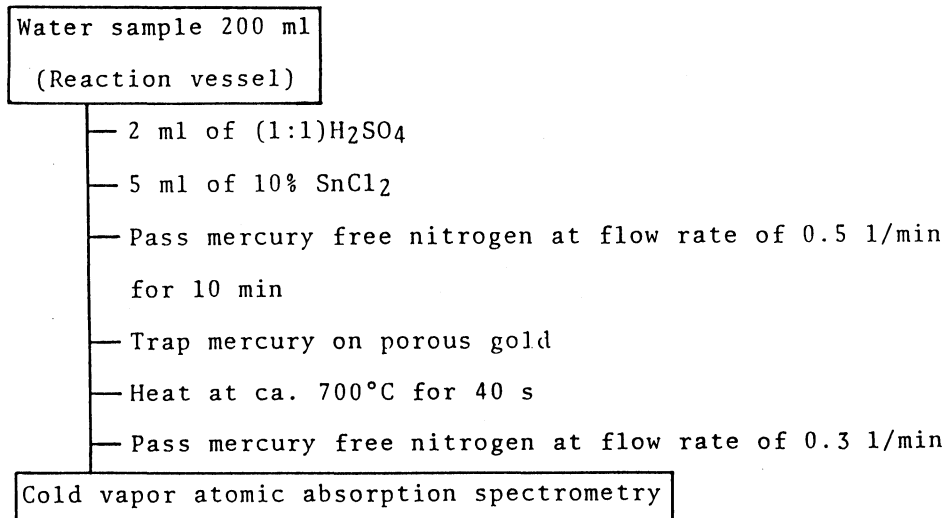 Water sample 200 ml
(Reaction vessel)
2 ml of (1:1)H₂SO₄
5 ml of 10% SnCl₂
Pass mercury free nitrogen at flow rate of 0.5 l/min
for 10 min
Trap mercury on porous gold
Heat at ca. 700°C for 40 s
Pass mercury free nitrogen at flow rate of 0.3 l/min
Cold vapor atomic absorption spectrometry